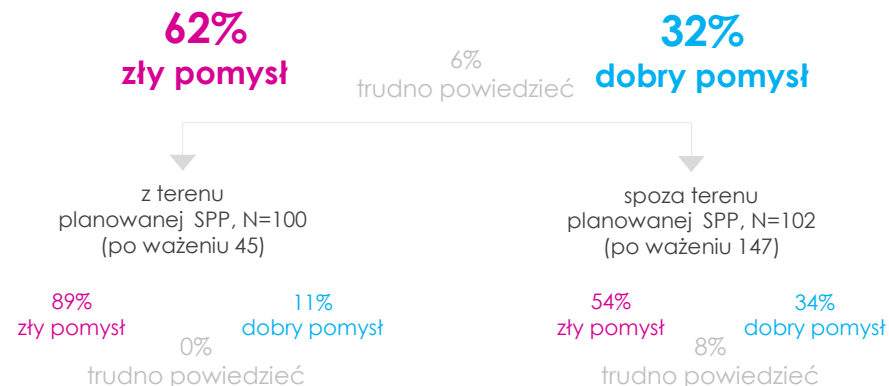 62%
zły pomysł
6%
trudno powiedzieć
32%
dobry pomysł
z terenu
planowanej SPP, N=100
(po ważeniu 45)
spoza terenu
planowanej SPP, N=102
(po ważeniu 147)
89%
zły pomysł
11%
dobry pomysł
0%
trudno powiedzieć
54%
zły pomysł
34%
dobry pomysł
8%
trudno powiedzieć